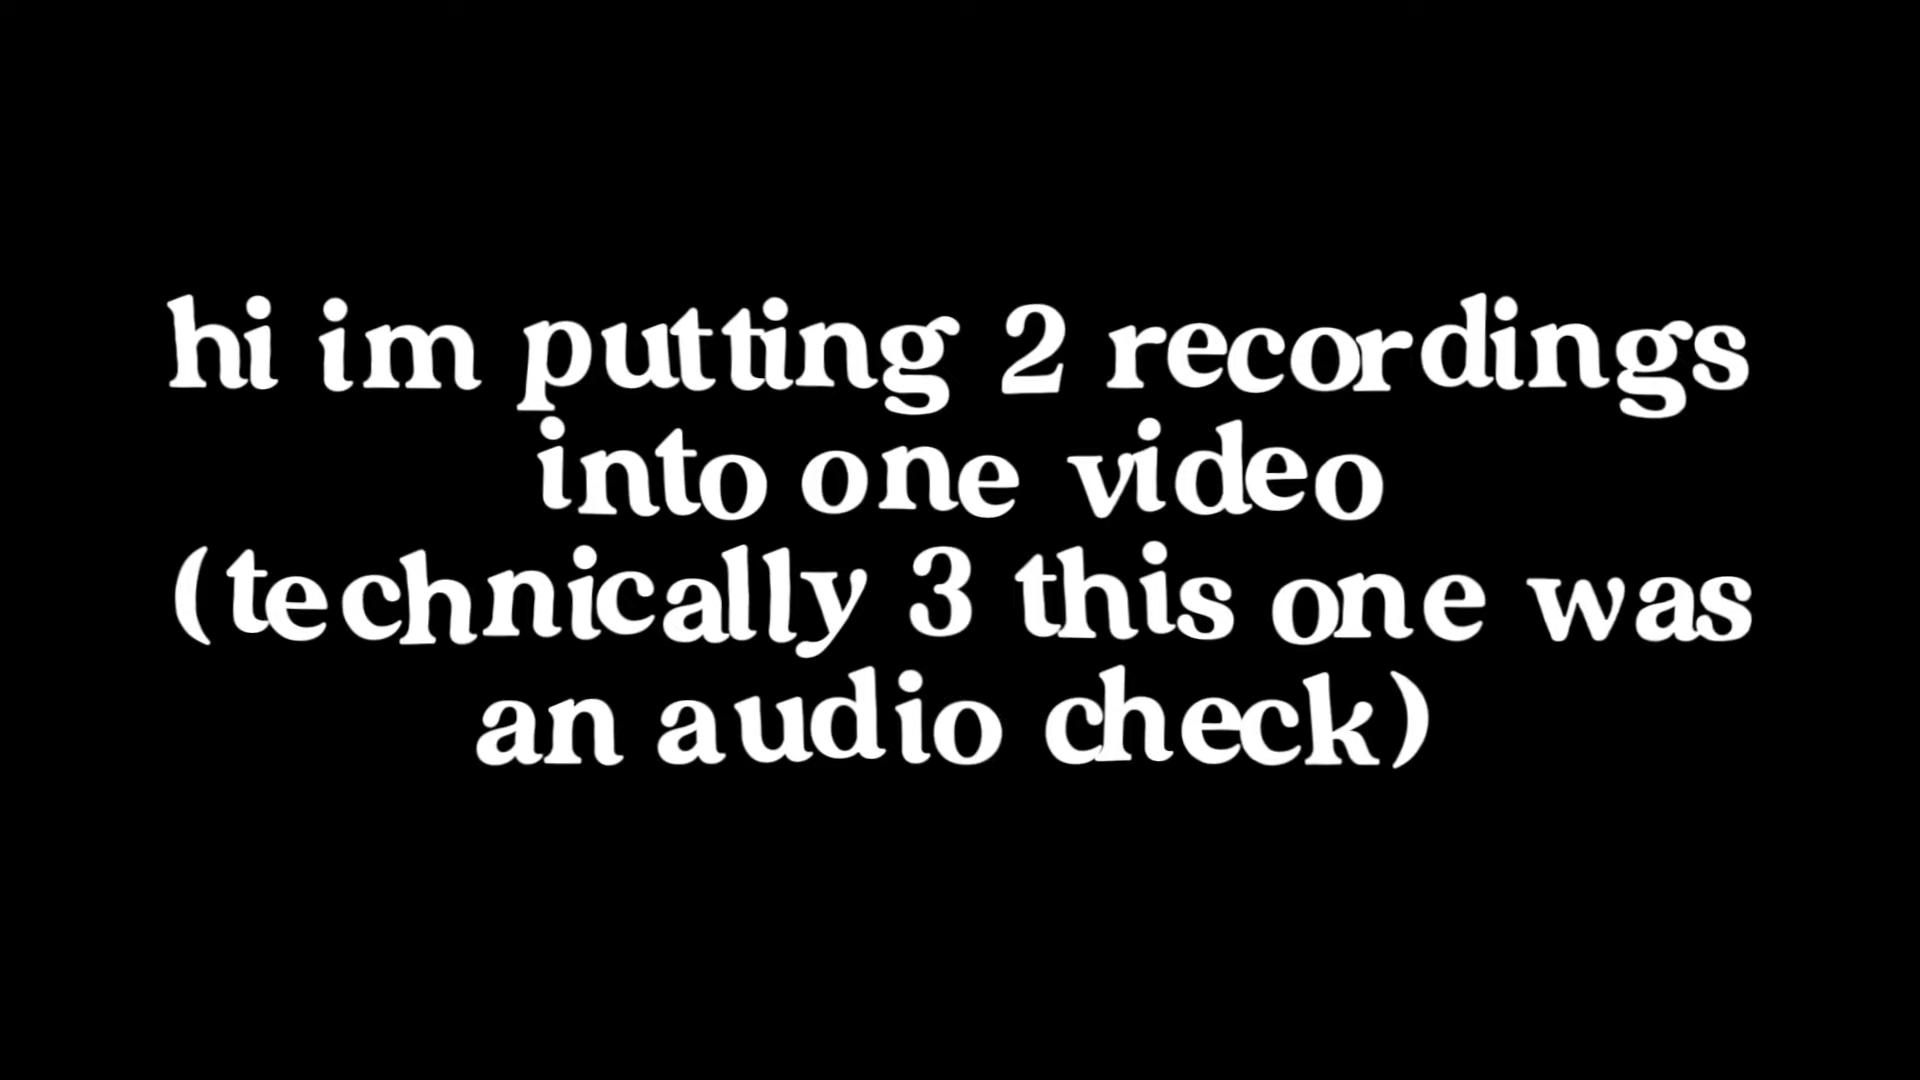 hi im putting 2 recordings
into one video
(technically 3 this one was
an audio check)